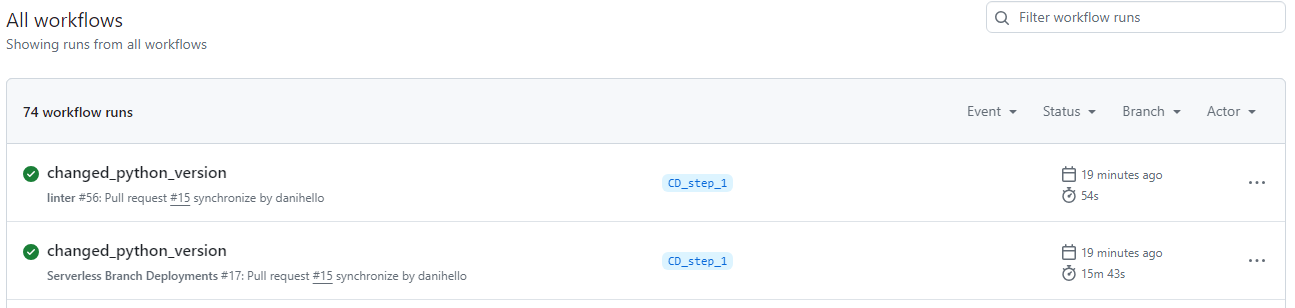 All workflows
Filter workflow runs
Showing runs from all workflows
74 workflow runs
Event
Status
Branch
Actor
changed_python_version
linter #56: Pull request #15 synchronize by danihello
CD_step_1
19 minutes ago
54s
changed_python_version
Serverless Branch Deployments #17: Pull request #15 synchronize by danihello
CD_step_1
19 minutes ago
15m 43s